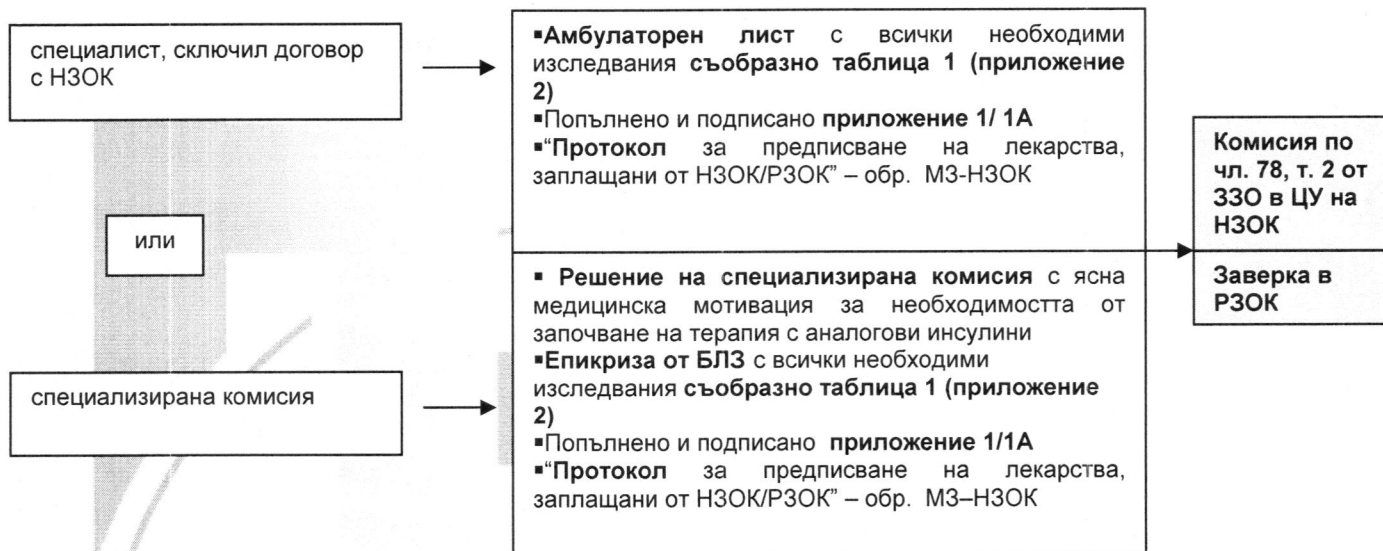 специалист, сключил договор
с НЗОК
▪Амбулаторен лист с всички необходими
изследвания съобразно таблица 1 (приложение
2)
▪Попълнено и подписано приложение 1/ 1А
▪“Протокол за предписване на лекарства,
заплащани от НЗОК/РЗОК” – обр. МЗ-НЗОК
или
специализирана комисия
▪ Решение на специализирана комисия с ясна
медицинска мотивация за необходимостта от
започване на терапия с аналогови инсулини
▪Епикриза от БЛЗ с всички необходими
изследвания съобразно таблица 1 (приложение
2)
▪Попълнено и подписано приложение 1/1А
▪“Протокол за предписване на лекарства,
заплащани от НЗОК/РЗОК” – обр. МЗ–НЗОК
Комисия по
чл. 78, т. 2 от
ЗЗО в ЦУ на
НЗОК
Заверка в
РЗОК